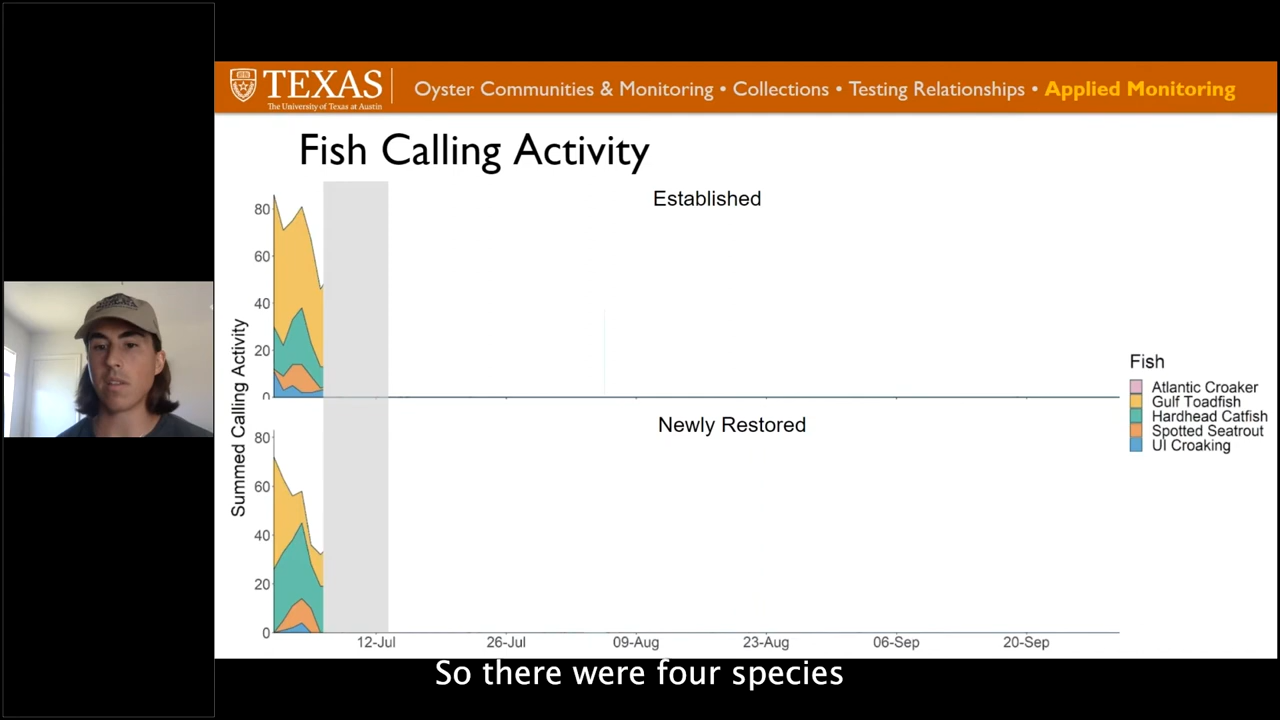 TEXAS
The University of Texas at Austin
Oyster Communities & Monitoring • Collections • Testing Relationships • Applied Monitoring
Fish Calling Activity
Established
80
60
40
20
0
Summed Calling Activity
Newly Restored
80
60
40
20
0
12-Jul
26-Jul
09-Aug
23-Aug
06-Sep
20-Sep
Fish
Atlantic Croaker
Gulf Toadfish
Hardhead Catfish
Spotted Seatrout
UI Croaking
So there were four species